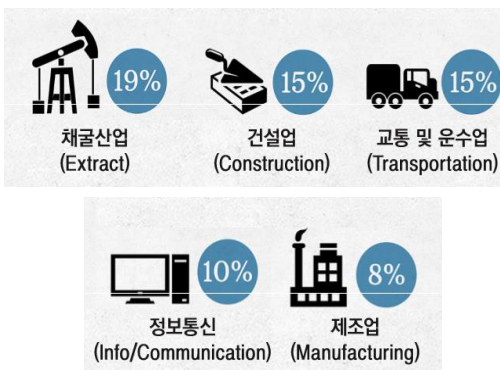 19%
15%
15%
채굴산업
(Extract)
건설업
(Construction)
교통 및 운수업
(Transportation)
10%
8%
정보통신
(Info/Communication)
제조업
(Manufacturing)